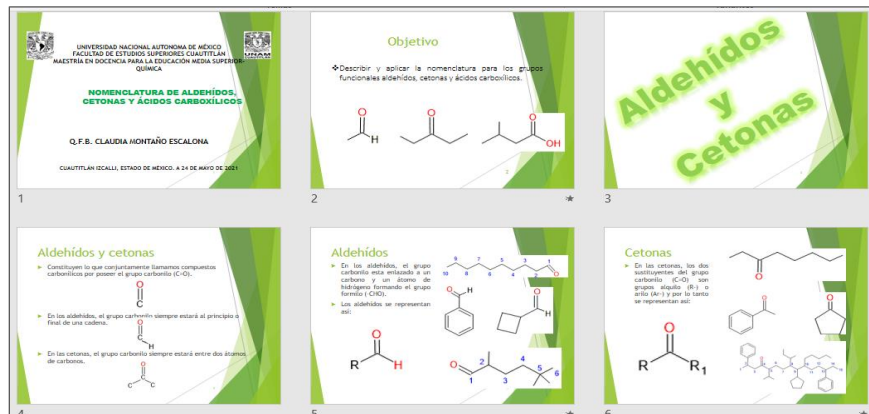 UNIVERSIDAD NACIONAL AUTONOMA DE MÉXICO
FACULTAD DE ESTUDIOS SUPERIORES CUAUTITLÁN
MAESTRÍA EN DOCENCIA PARA LA EDUCACIÓN MEDIA SUPERIOR-
QUÍMICA
UNAM
NOMENCLATURA DE ALDEHÍDOS,
CETONAS Y ÁCIDOS CARBOXÍLICOS
Q.F.B. CLAUDIA MONTAÑO ESCALONA
CUAUTITLÁN IZCALLI, ESTADO DE MÉXICO. A 24 DE MAYO DE 2021
1
Objetivo
❖Describir y aplicar la nomenclatura para los grupos
funcionales aldehídos, cetonas y ácidos carboxílicos.
O
H
O
O
OH
2
2
Aldehídos
y
Cetonas
3
Aldehídos y cetonas
► Constituyen lo que conjuntamente llamamos compuestos
carbonílicos por poseer el grupo carbonilo (C=O).
O
C
► En los aldehídos, el grupo carbonilo siempre estará al principio o
final de una cadena.
O
C
H
► En las cetonas, el grupo carbonilo siempre estará entre dos átomos
de carbonos.
O
C
C
C
4
Aldehídos
► En los aldehídos, el grupo
carbonilo esta enlazado a un
carbono y un átomo de
hidrógeno formando el grupo
formilo (-CHO).
► Los aldehídos se representan
así:
O
R
H
9 7 5 3 1
10 8 6 4 2 O
O
H
O
H
O
2
4
5
6
1
3
5
Cetonas
► En las cetonas, los dos
sustituyentes del grupo
carbonilo (C=O) son
grupos alquilo (R-) o
arilo (Ar-) y por lo tanto
se representan así:
O
R
R1
O
O
O
6